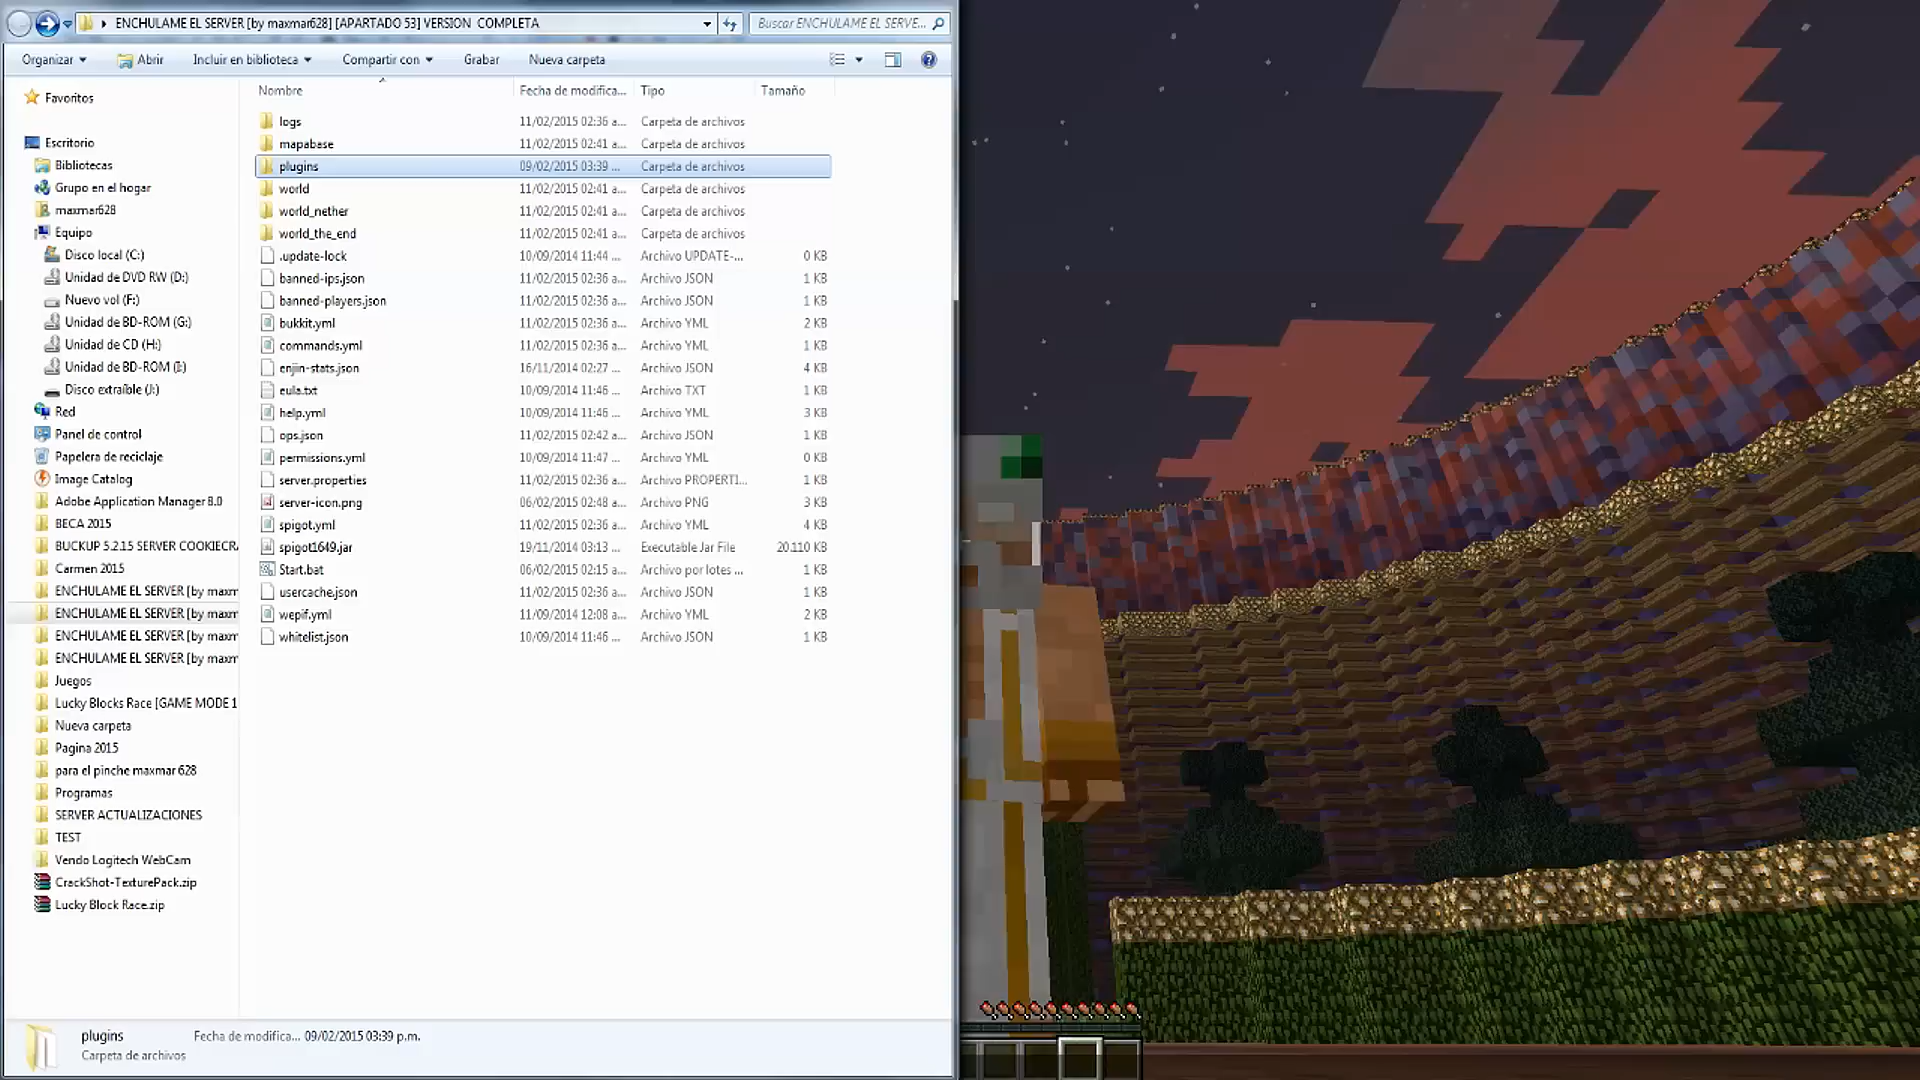 ENCHULAME EL SERVER [by maxmar628] [APARTADO 53] VERSION COMPLETA
Buscar ENCHULAME EL SERVE...
Organizar
Abrir
Incluir en biblioteca
Compartir con
Grabar
Nueva carpeta
Nombre
Fecha de modifica...
Tipo
Tamaño
Favoritos
Escritorio
Bibliotecas
Grupo en el hogar
maxmar628
Equipo
Disco local (C:)
Unidad de DVD RW (D:)
Nuevo vol (F:)
Unidad de BD-ROM (G:)
Unidad de CD (H:)
Unidad de BD-ROM (I:)
Disco extraíble (J:)
Red
Panel de control
Papelera de reciclaje
Image Catalog
Adobe Application Manager 8.0
BECA 2015
BUCKUP 5.2.15 SERVER COOKIECRA
Carmen 2015
ENCHULAME EL SERVER [by maxm
ENCHULAME EL SERVER [by maxm
ENCHULAME EL SERVER [by maxm
ENCHULAME EL SERVER [by maxm
Juegos
Lucky Blocks Race [GAME MODE 1
Nueva carpeta
Pagina 2015
para el pinche maxmar628
Programas
SERVER ACTUALIZACIONES
TEST
Vendo Logitech WebCam
CrackShot-TexturePack.zip
Lucky Block Race.zip
logs 11/02/2015 02:36 a... Carpeta de archivos
mapabase 11/02/2015 02:41 a... Carpeta de archivos
plugins 09/02/2015 03:39 ... Carpeta de archivos
world 11/02/2015 02:41 a... Carpeta de archivos
world_nether 11/02/2015 02:41 a... Carpeta de archivos
world_the_end 11/02/2015 02:41 a... Carpeta de archivos
.update-lock 10/09/2014 11:44 ... Archivo UPDATE-... 0 KB
banned-ips.json 11/02/2015 02:36 a... Archivo JSON 1 KB
banned-players.json 11/02/2015 02:36 a... Archivo JSON 1 KB
bukkit.yml 11/02/2015 02:36 a... Archivo YML 2 KB
commands.yml 11/02/2015 02:36 a... Archivo YML 1 KB
enjin-stats.json 16/11/2014 02:27 ... Archivo JSON 4 KB
eula.txt 10/09/2014 11:46 ... Archivo TXT 1 KB
help.yml 10/09/2014 11:46 ... Archivo YML 3 KB
ops.json 11/02/2015 02:42 a... Archivo JSON 1 KB
permissions.yml 10/09/2014 11:47 ... Archivo YML 0 KB
server.properties 11/02/2015 02:36 a... Archivo PROPERTI... 1 KB
server-icon.png 06/02/2015 02:48 a... Archivo PNG 3 KB
spigot.yml 11/02/2015 02:36 a... Archivo YML 4 KB
spigot1649.jar 19/11/2014 03:13 ... Executable Jar File 20.110 KB
Start.bat 06/02/2015 02:15 a... Archivo por lotes ... 1 KB
usercache.json 11/02/2015 02:36 a... Archivo JSON 1 KB
wepif.yml 11/09/2014 12:08 a... Archivo YML 2 KB
whitelist.json 10/09/2014 11:46 ... Archivo JSON 1 KB
plugins
Fecha de modifica... 09/02/2015 03:39 p.m.
Carpeta de archivos